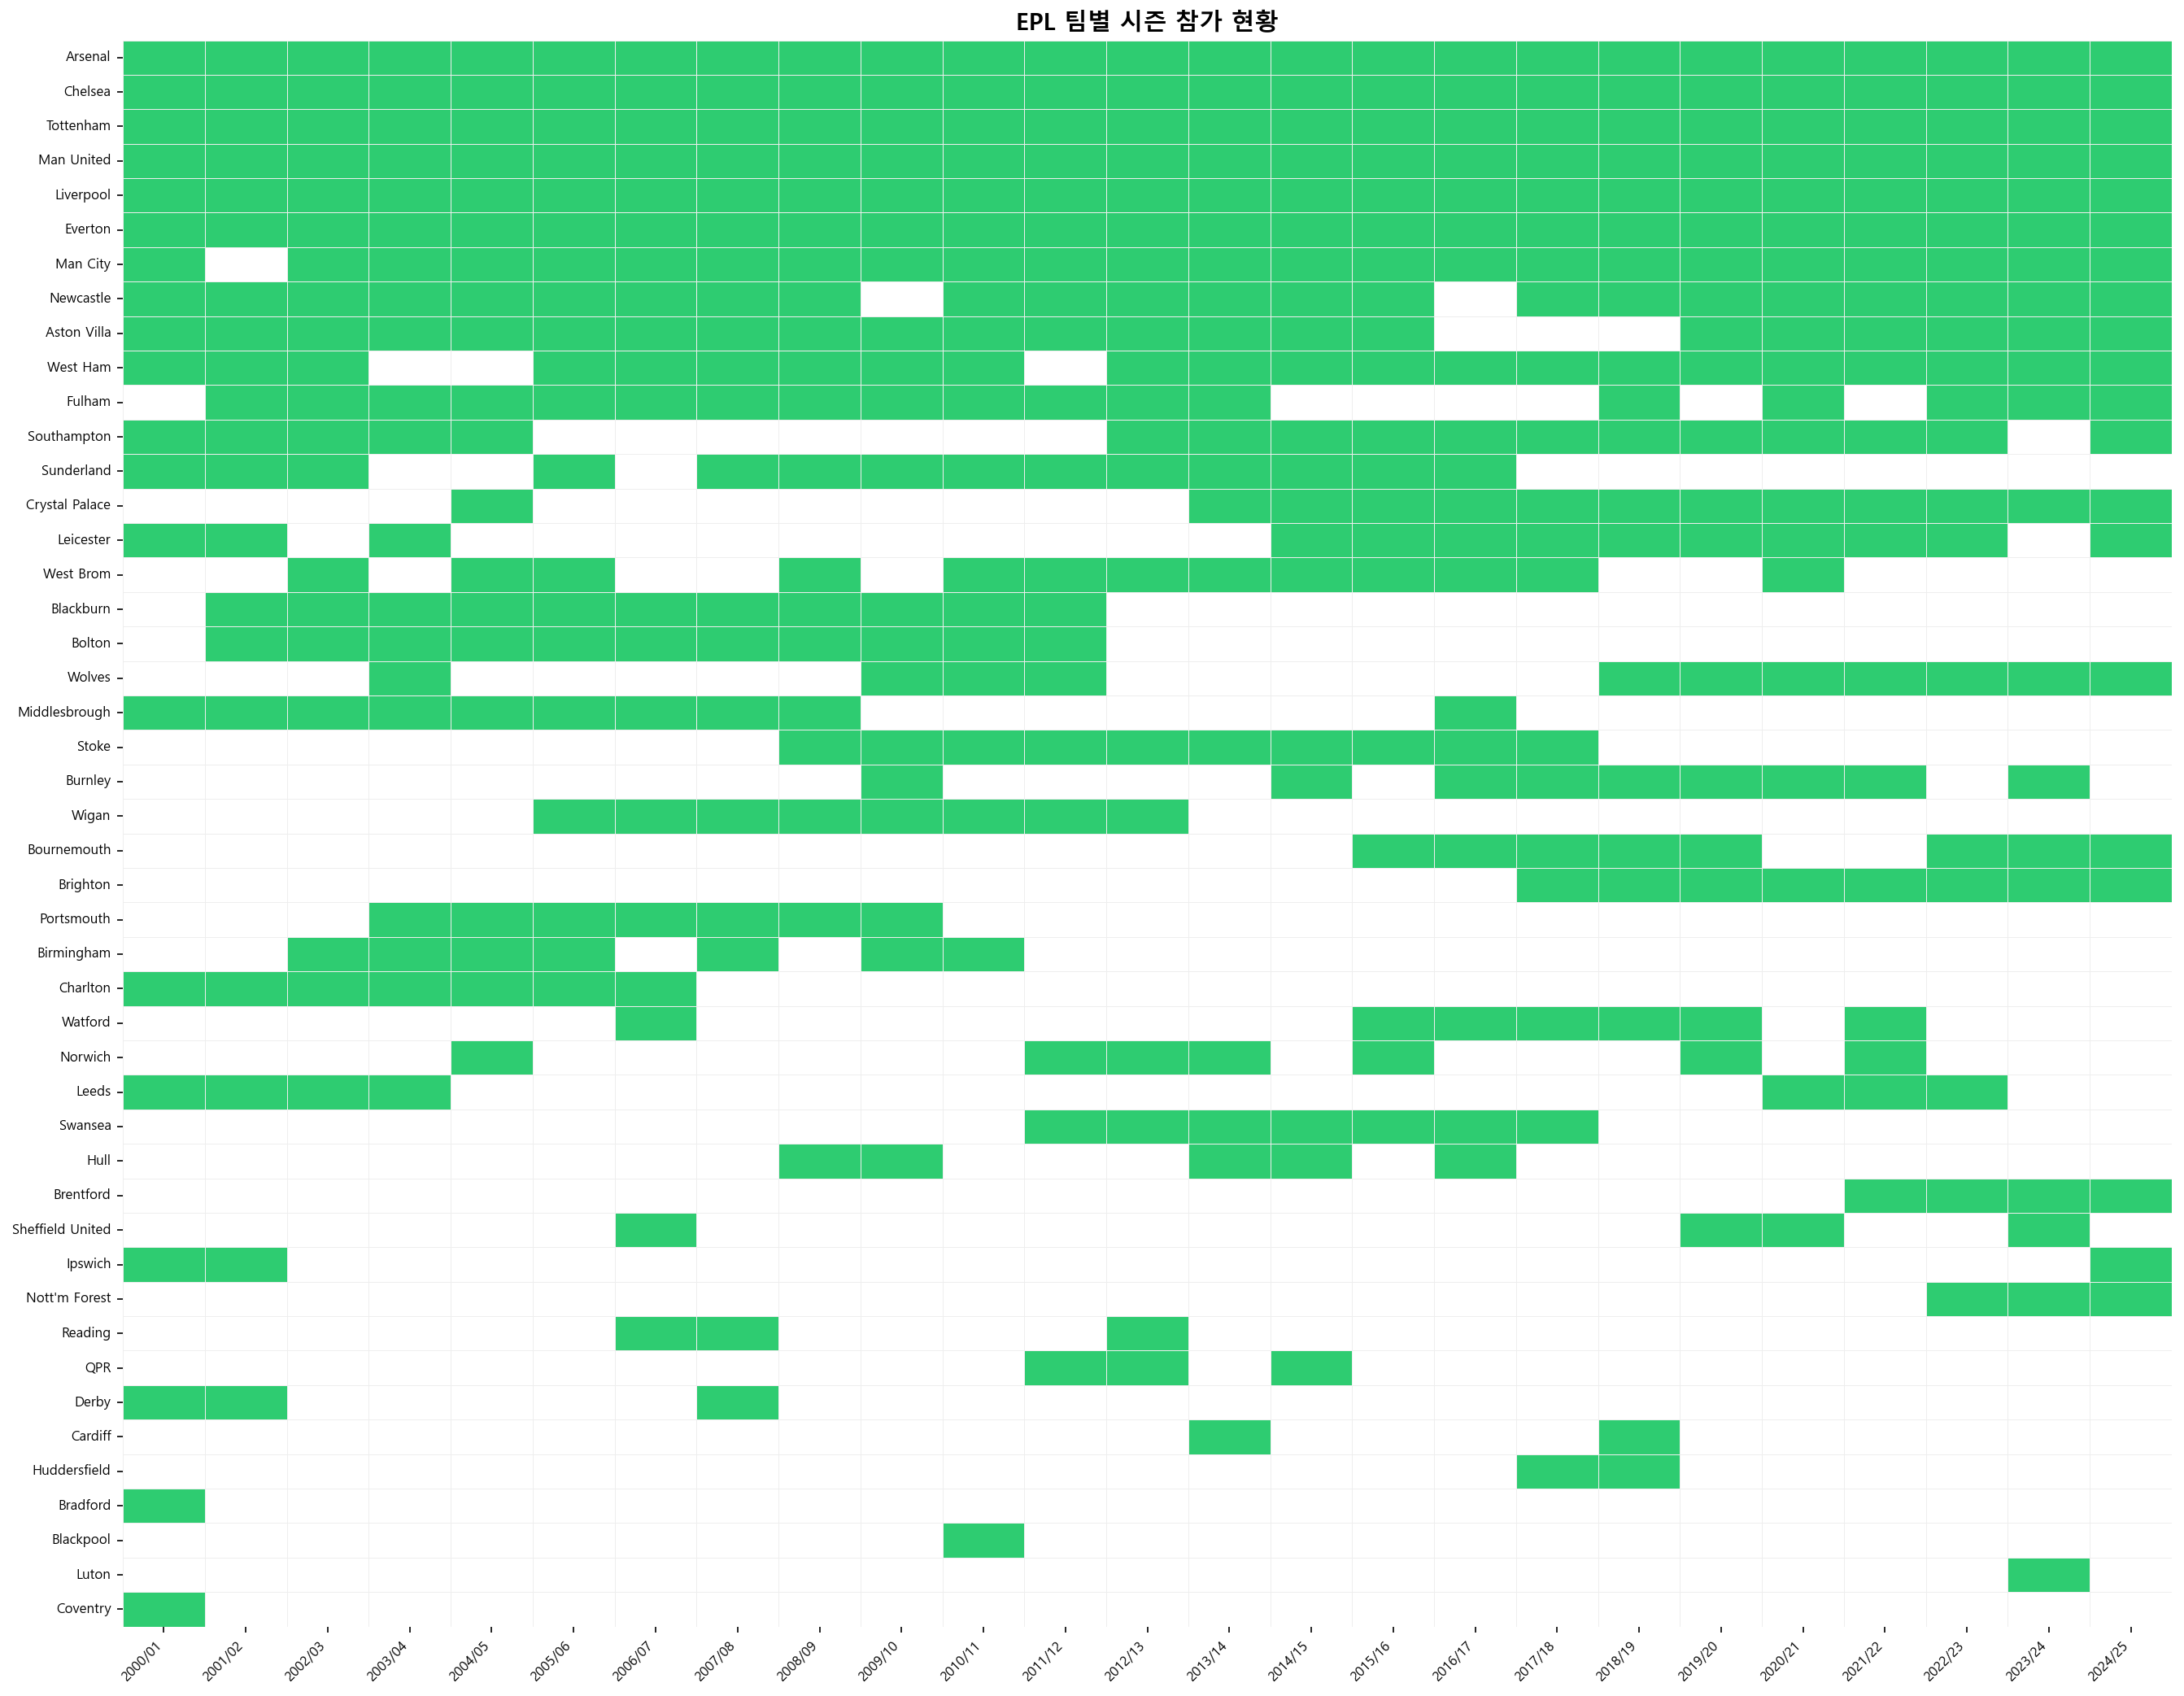 EPL 팀별 시즌 참가 현황
Arsenal
Chelsea
Tottenham
Man United
Liverpool
Everton
Man City
Newcastle
Aston Villa
West Ham
Fulham
Southampton
Sunderland
Crystal Palace
Leicester
West Brom
Blackburn
Bolton
Wolves
Middlesbrough
Stoke
Burnley
Wigan
Bournemouth
Brighton
Portsmouth
Birmingham
Charlton
Watford
Norwich
Leeds
Swansea
Hull
Brentford
Sheffield United
Ipswich
Nott'm Forest
Reading
QPR
Derby
Cardiff
Huddersfield
Bradford
Blackpool
Luton
Coventry
2000/01
2001/02
2002/03
2003/04
2004/05
2005/06
2006/07
2007/08
2008/09
2009/10
2010/11
2011/12
2012/13
2013/14
2014/15
2015/16
2016/17
2017/18
2018/19
2019/20
2020/21
2021/22
2022/23
2023/24
2024/25